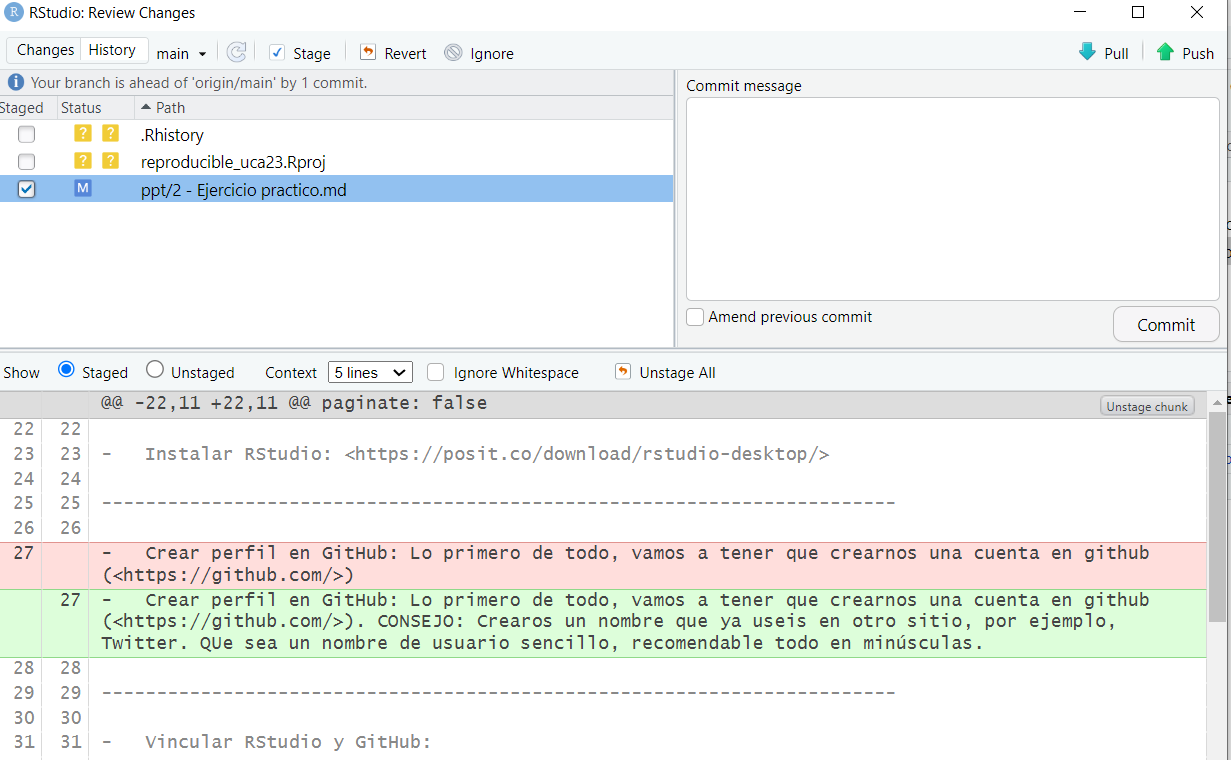 R RStudio: Review Changes
Changes History main Stage Revert Ignore Pull Push
i Your branch is ahead of 'origin/main' by 1 commit.
Staged Status Path
? ? .Rhistory
? ? reproducible_uca23.Rproj
M ppt/2 - Ejercicio practico.md
Commit message
Amend previous commit
Commit
Show Staged Unstaged Context 5 lines Ignore Whitespace Unstage All
@@ -22,11 +22,11 @@ paginate: false Unstage chunk
22 22
23 23 -   Instalar RStudio: <https://posit.co/download/rstudio-desktop/>
24 24
25 25 ------------------------------------------------------------------------
26 26
27 -   Crear perfil en GitHub: Lo primero de todo, vamos a tener que crearnos una cuenta en github
(<https://github.com/>)
27 -   Crear perfil en GitHub: Lo primero de todo, vamos a tener que crearnos una cuenta en github
(<https://github.com/>). CONSEJO: Crearos un nombre que ya useis en otro sitio, por ejemplo,
Twitter. QUe sea un nombre de usuario sencillo, recomendable todo en minúsculas.
28 28
29 29 ------------------------------------------------------------------------
30 30
31 31 -   Vincular RStudio y GitHub: